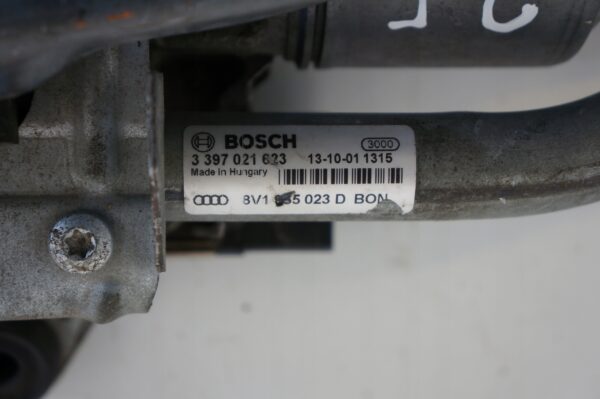 BOSCH 3000
3 397 021 623 13-10-01 1315
Made in Hungary
8V1 955 023 D BON